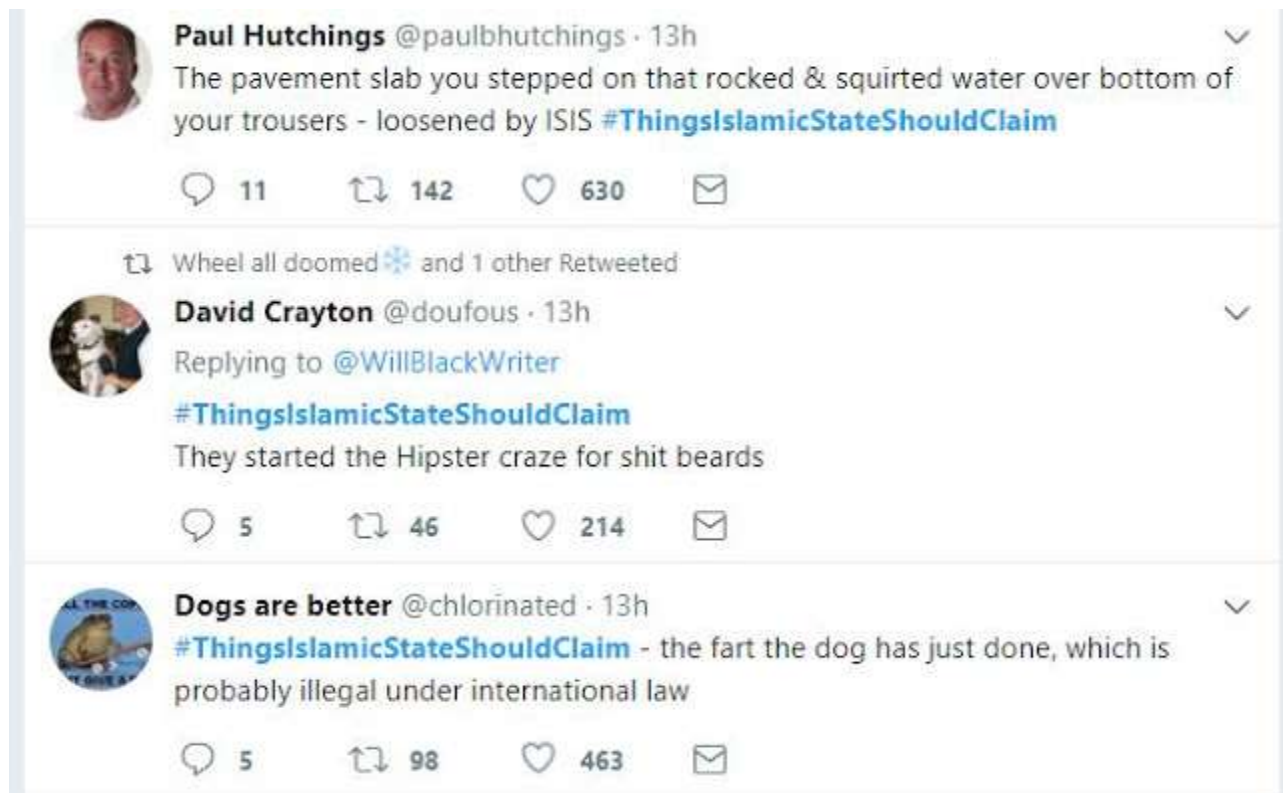 Paul Hutchings @paulbhutchings · 13h
The pavement slab you stepped on that rocked & squirted water over bottom of
your trousers - loosened by ISIS #ThingsIslamicStateShouldClaim
11 142 630
Wheel all doomed❄ and 1 other Retweeted
David Crayton @doufous · 13h
Replying to @WillBlackWriter
#ThingsIslamicStateShouldClaim
They started the Hipster craze for shit beards
5 46 214
Dogs are better @chlorinated · 13h
#ThingsIslamicStateShouldClaim - the fart the dog has just done, which is
probably illegal under international law
5 98 463